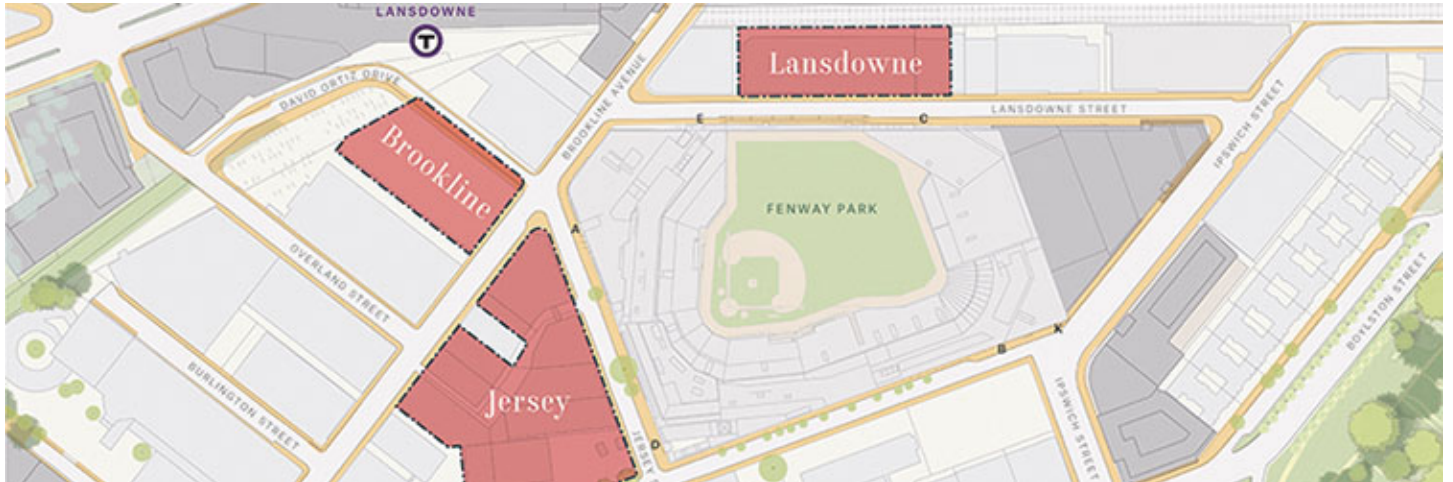 LANSDOWNE
T
DAVID ORTIZ DRIVE
BROOKLINE AVENUE
Lansdowne
LANSDOWNE STREET
E
C
IPSWICH STREET
Brookline
FENWAY PARK
A
OVERLAND STREET
BOYLSTON STREET
X
B
BURLINGTON STREET
Jersey
IPSWICH STREET
D
JERSEY